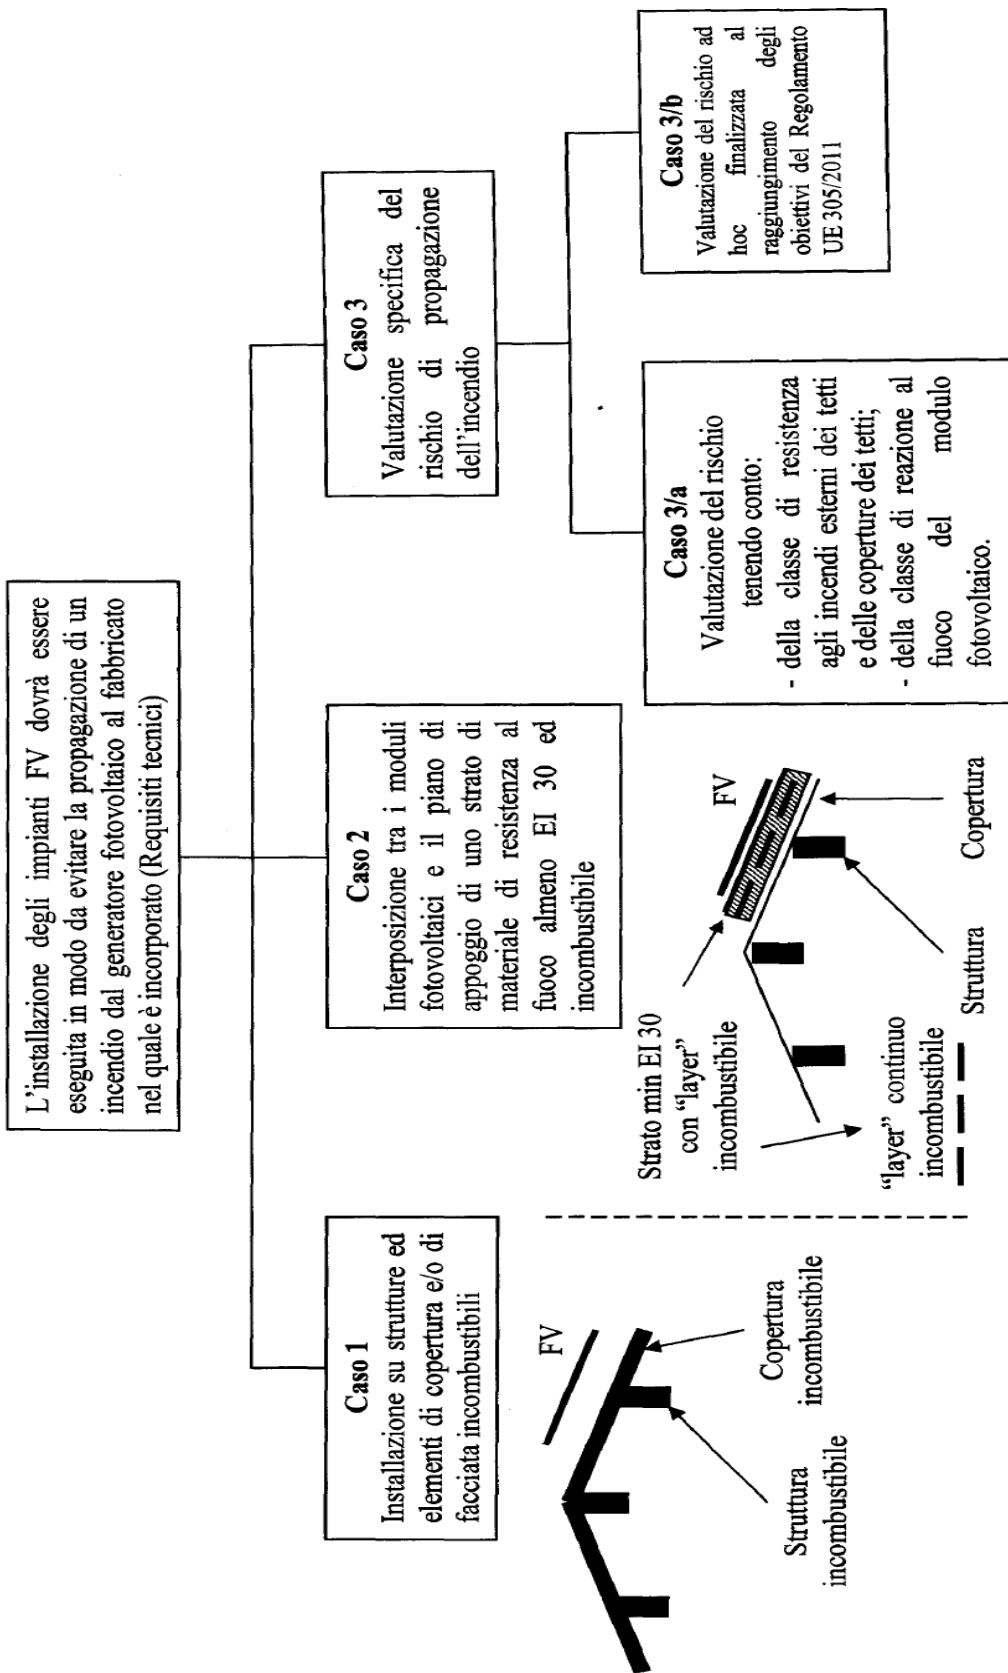 L'installazione degli impianti FV dovrà essere
eseguita in modo da evitare la propagazione di un
incendio dal generatore fotovoltaico al fabbricato
nel quale è incorporato (Requisiti tecnici)
Caso 1
Installazione su strutture ed
elementi di copertura e/o di
facciata incombustibili
FV
Struttura
incombustibile
Copertura
incombustibile
Caso 2
Interposizione tra i moduli
fotovoltaici e il piano di
appoggio di uno strato di
materiale di resistenza al
fuoco almeno EI 30 ed
incombustibile
Strato min EI 30
con “layer”
incombustibile
FV
“layer” continuo
incombustibile
Struttura
Copertura
Caso 3
Valutazione specifica del
rischio di propagazione
dell'incendio
Caso 3/a
Valutazione del rischio
tenendo conto:
- della classe di resistenza
agli incendi esterni dei tetti
e delle coperture dei tetti;
- della classe di reazione al
fuoco del modulo
fotovoltaico.
Caso 3/b
Valutazione del rischio ad
hoc finalizzata al
raggiungimento degli
obiettivi del Regolamento
UE 305/2011